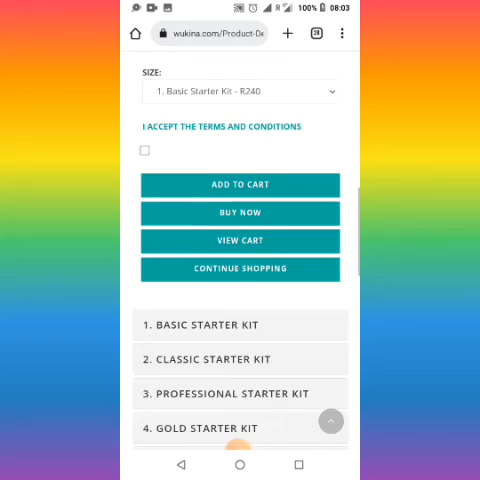 R 100% 08:03
wukina.com/Product-De
28
SIZE:
1. Basic Starter Kit - R240
I ACCEPT THE TERMS AND CONDITIONS
ADD TO CART
BUY NOW
VIEW CART
CONTINUE SHOPPING
1. BASIC STARTER KIT
2. CLASSIC STARTER KIT
3. PROFESSIONAL STARTER KIT
4. GOLD STARTER KIT